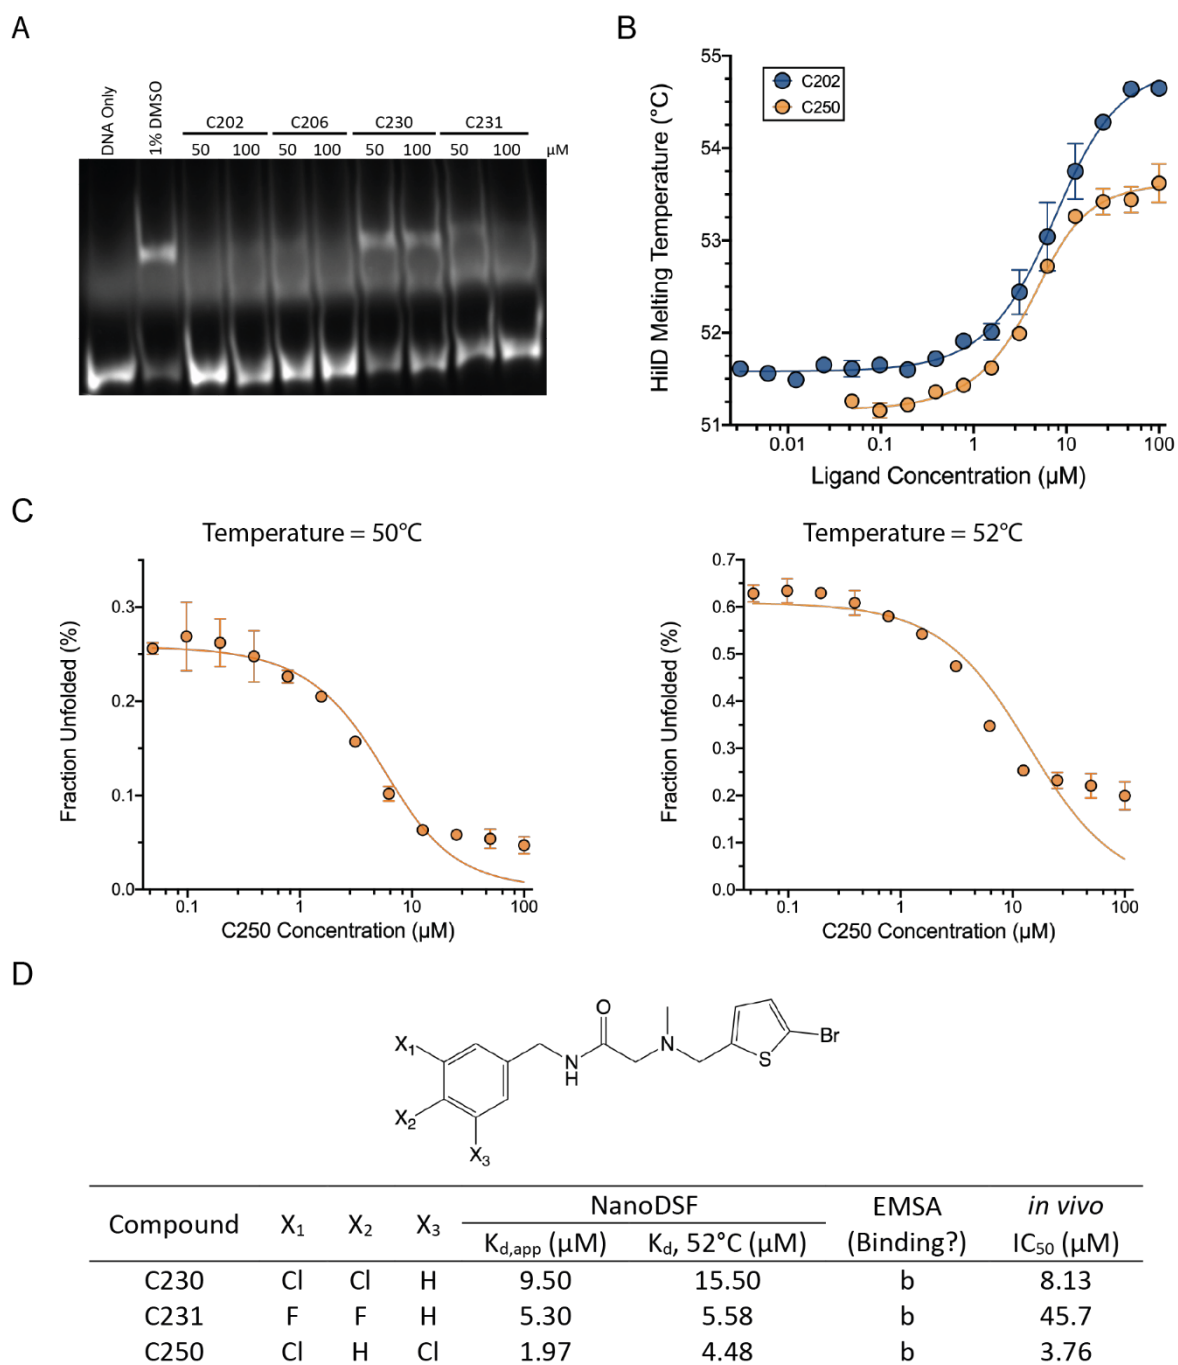 A
DNA Only
1% DMSO
C202 C206 C230 C231
50 100 50 100 50 100 50 100 μM
B
55
54
53
52
51
HilD Melting Temperature (°C)
C202
C250
0.01 0.1 1 10 100
Ligand Concentration (μM)
C
Temperature = 50°C
0.3
0.2
0.1
0.0
Fraction Unfolded (%)
0.1 1 10 100
C250 Concentration (μM)
Temperature = 52°C
0.7
0.6
0.5
0.4
0.3
0.2
0.1
0.0
Fraction Unfolded (%)
0.1 1 10 100
C250 Concentration (μM)
D
X1
X2
X3
O
N
H
N
S
Br
NanoDSF EMSA in vivo
Compound X1 X2 X3 Kd,app (μM) Kd, 52°C (μM) (Binding?) IC50 (μM)
C230 Cl Cl H 9.50 15.50 b 8.13
C231 F F H 5.30 5.58 b 45.7
C250 Cl H Cl 1.97 4.48 b 3.76